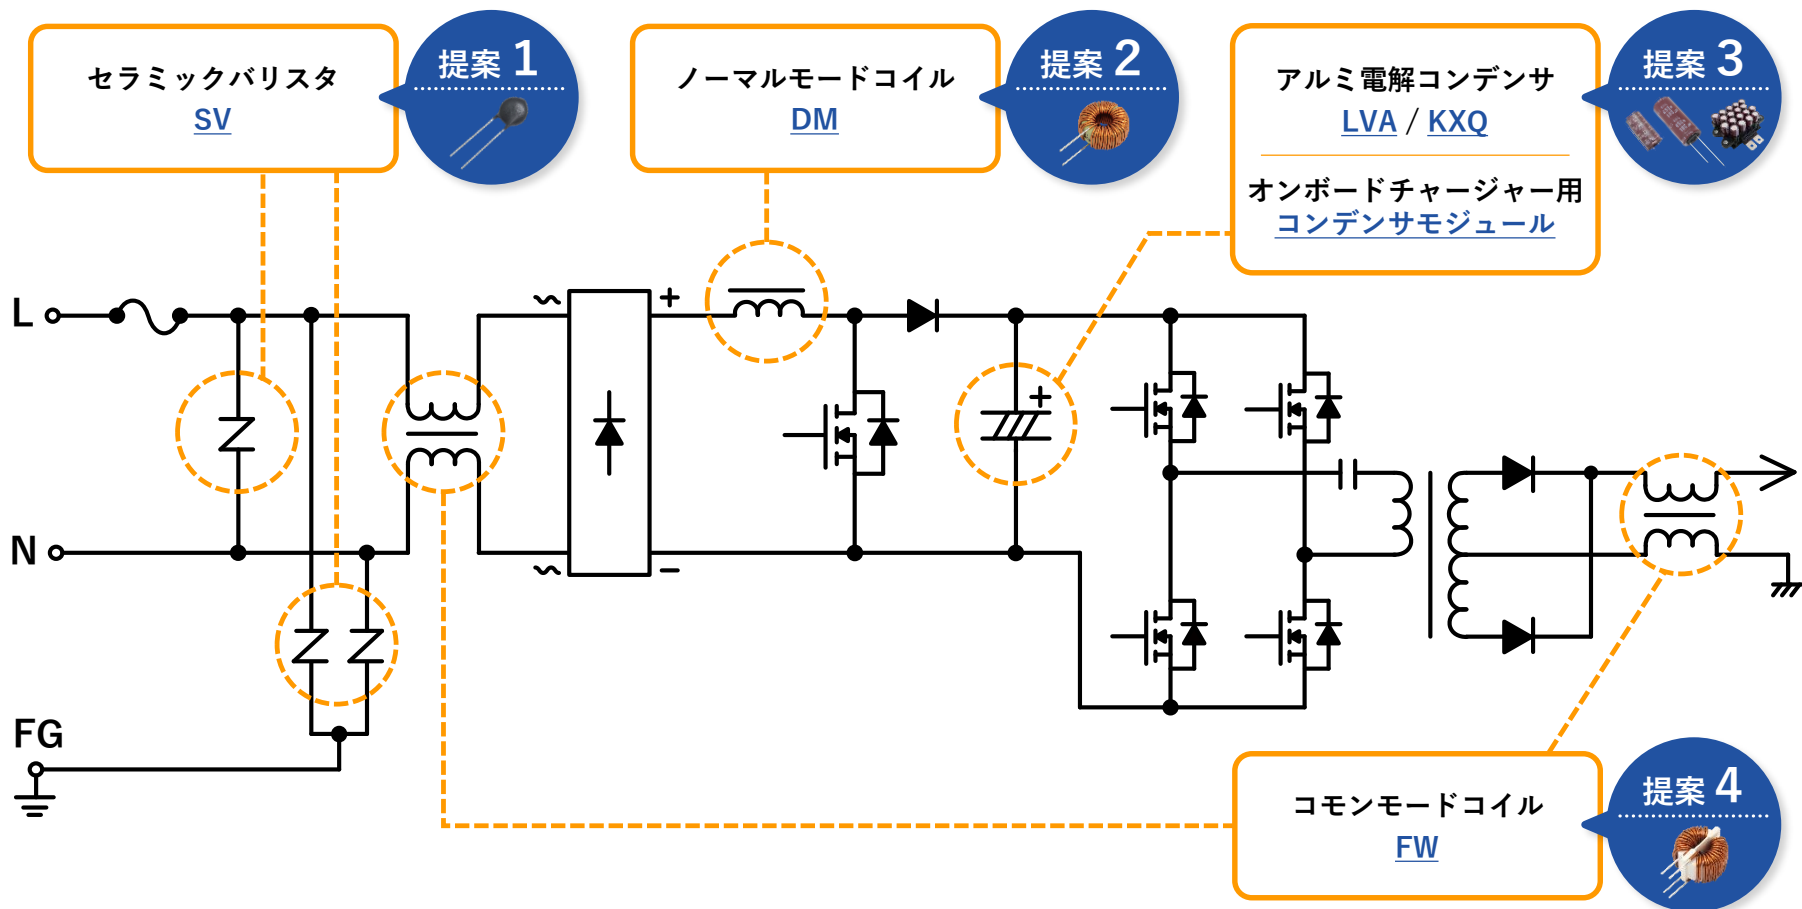 セラミックバリスタ
SV
提案 1
ノーマルモードコイル
DM
提案 2
アルミ電解コンデンサ
LVA / KXQ
オンボードチャージャー用
コンデンサモジュール
提案 3
L
N
FG
~
+
~
−
+
コモンモードコイル
FW
提案 4